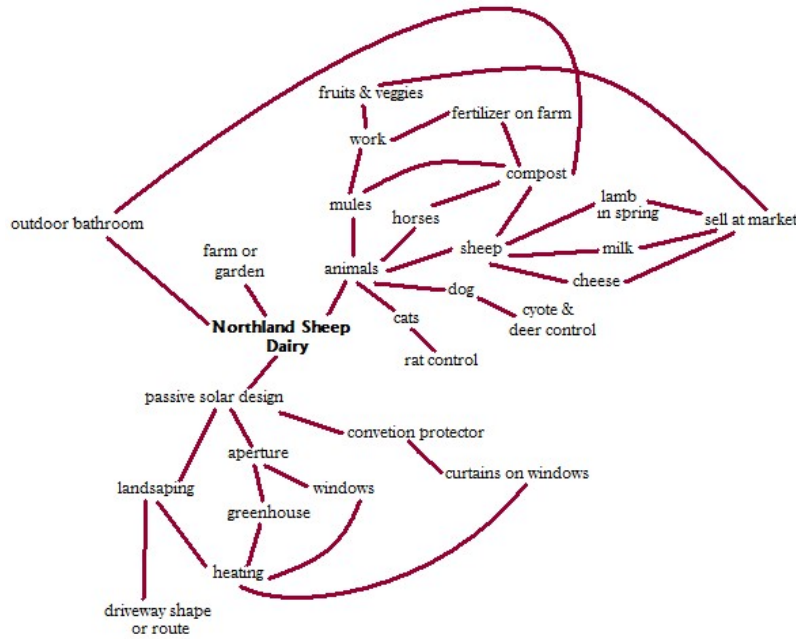 fruits & veggies
fertilizer on farm
work
compost
mules
lamb
in spring
horses
sell at market
outdoor bathroom
farm or
garden
sheep
milk
animals
cheese
dog
cyote &
deer control
cats
Northland Sheep
Dairy
rat control
passive solar design
convetion protector
aperture
curtains on windows
landsaping
windows
greenhouse
heating
driveway shape
or route